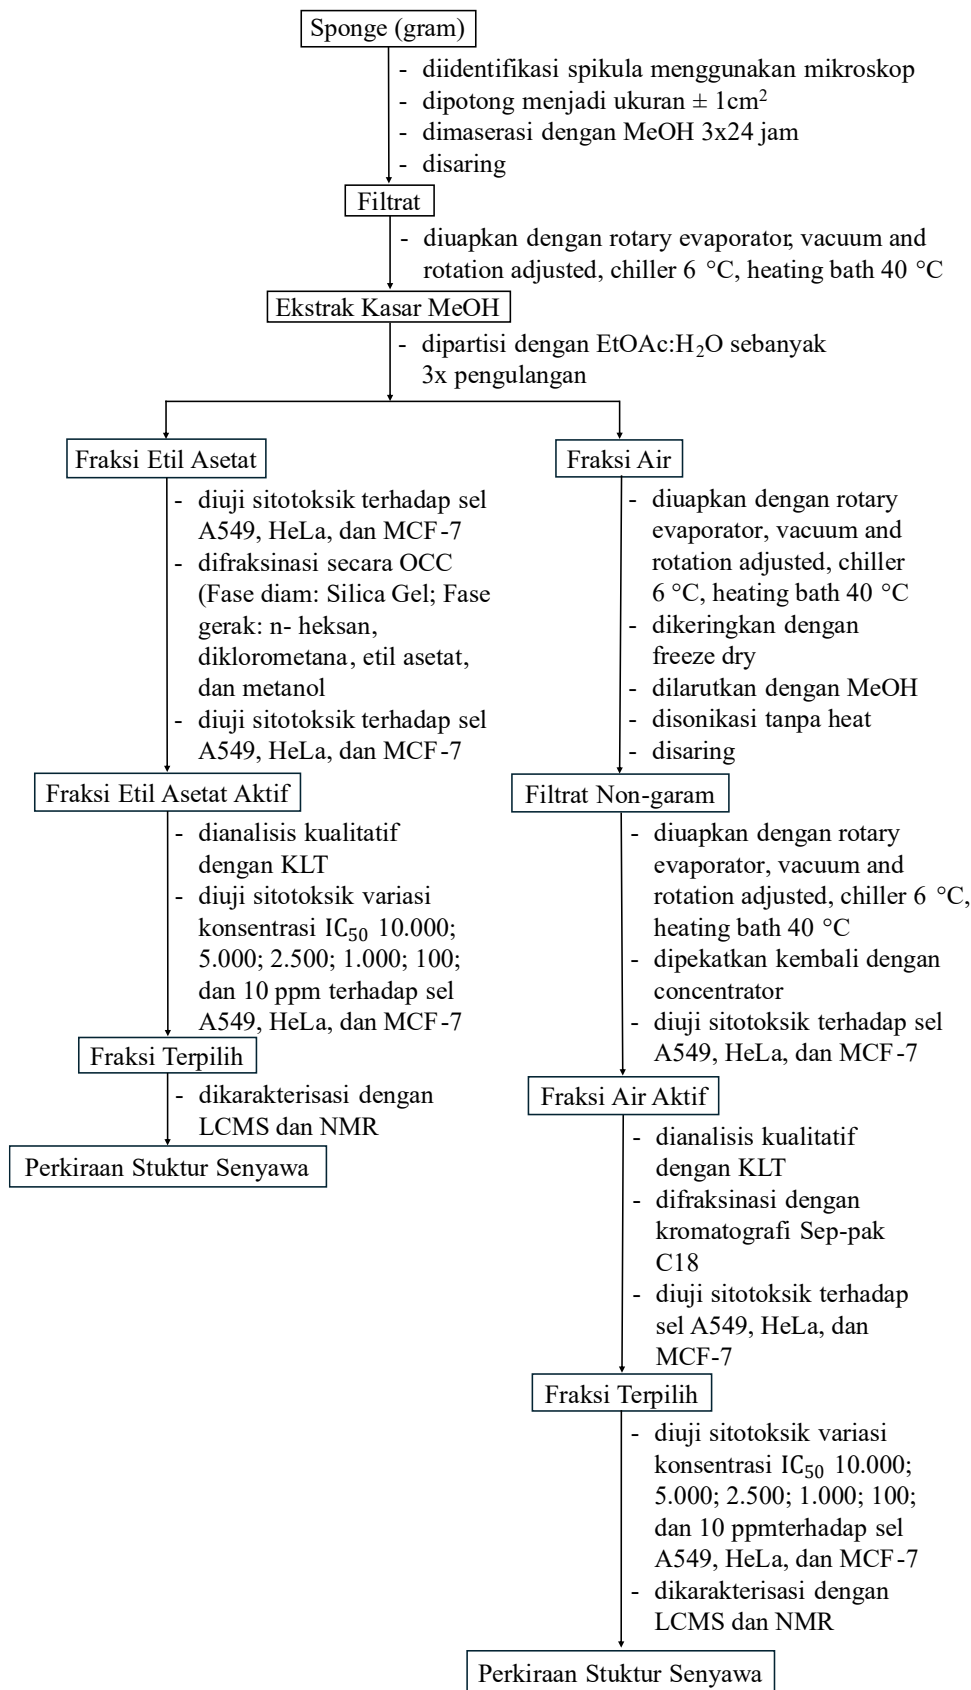 Sponge (gram)
- diidentifikasi spikula menggunakan mikroskop
- dipotong menjadi ukuran ± 1cm²
- dimaserasi dengan MeOH 3x24 jam
- disaring
Filtrat
- diuapkan dengan rotary evaporator, vacuum and
rotation adjusted, chiller 6 °C, heating bath 40 °C
Ekstrak Kasar MeOH
- dipartisi dengan EtOAc:H₂O sebanyak
3x pengulangan
Fraksi Etil Asetat
- diuji sitotoksik terhadap sel
A549, HeLa, dan MCF-7
- difraksinasi secara OCC
(Fase diam: Silica Gel; Fase
gerak: n- heksan,
diklorometana, etil asetat,
dan metanol
- diuji sitotoksik terhadap sel
A549, HeLa, dan MCF-7
Fraksi Etil Asetat Aktif
- dianalisis kualitatif
dengan KLT
- diuji sitotoksik variasi
konsentrasi IC₅₀ 10.000;
5.000; 2.500; 1.000; 100;
dan 10 ppm terhadap sel
A549, HeLa, dan MCF-7
Fraksi Terpilih
- dikarakterisasi dengan
LCMS dan NMR
Perkiraan Stuktur Senyawa
Fraksi Air
- diuapkan dengan rotary
evaporator, vacuum and
rotation adjusted, chiller
6 °C, heating bath 40 °C
- dikeringkan dengan
freeze dry
- dilarutkan dengan MeOH
- disonikasi tanpa heat
- disaring
Filtrat Non-garam
- diuapkan dengan rotary
evaporator, vacuum and
rotation adjusted, chiller 6 °C,
heating bath 40 °C
- dipekatkan kembali dengan
concentrator
- diuji sitotoksik terhadap sel
A549, HeLa, dan MCF-7
Fraksi Air Aktif
- dianalisis kualitatif
dengan KLT
- difraksinasi dengan
kromatografi Sep-pak
C18
- diuji sitotoksik terhadap
sel A549, HeLa, dan
MCF-7
Fraksi Terpilih
- diuji sitotoksik variasi
konsentrasi IC₅₀ 10.000;
5.000; 2.500; 1.000; 100;
dan 10 ppmterhadap sel
A549, HeLa, dan MCF-7
- dikarakterisasi dengan
LCMS dan NMR
Perkiraan Stuktur Senyawa